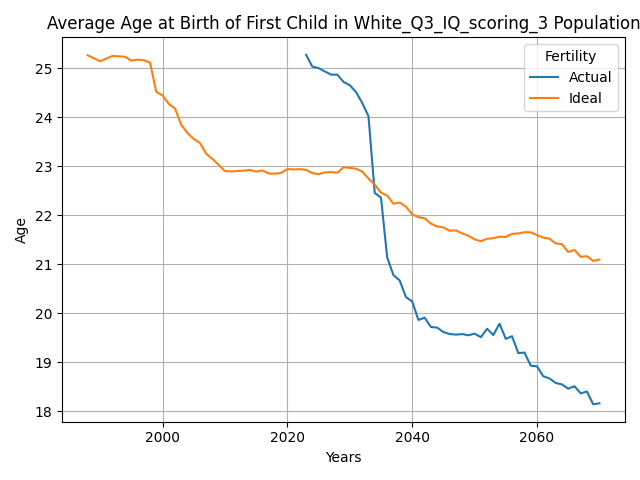 Average Age at Birth of First Child in White_Q3_IQ_scoring_3 Population
Fertility
Actual
Ideal
Age
25
24
23
22
21
20
19
18
2000 2020 2040 2060
Years